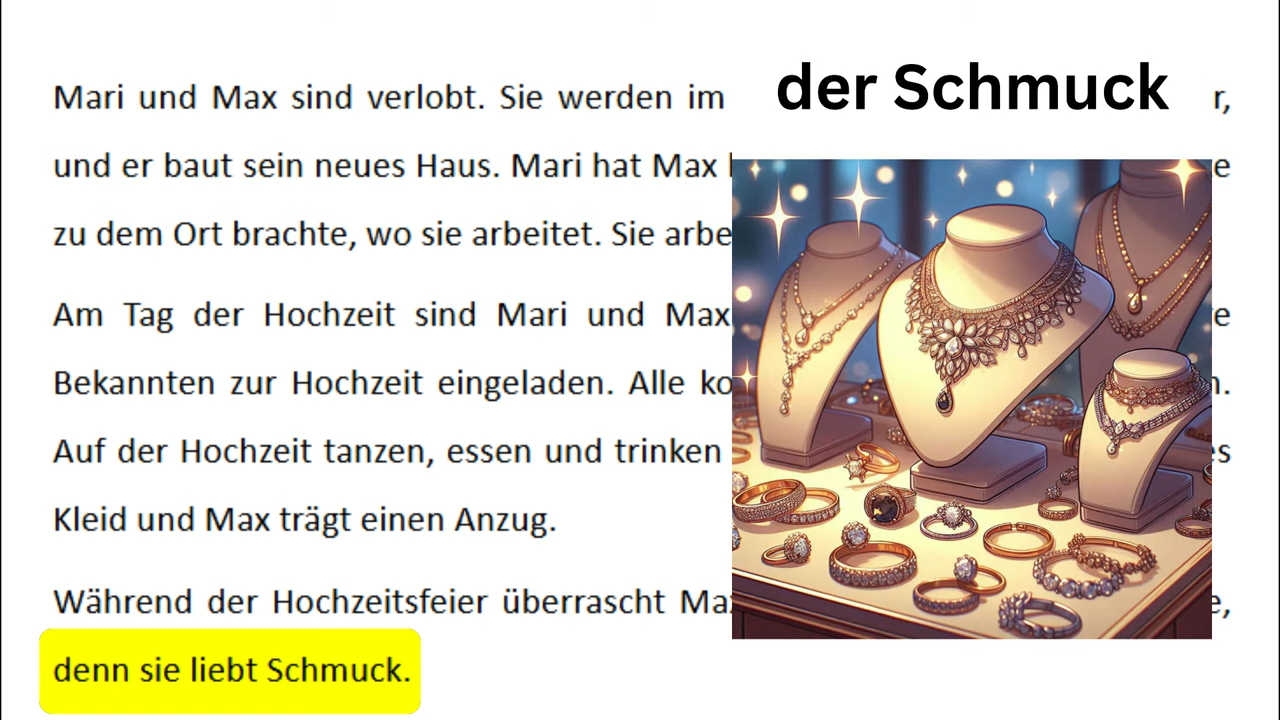 der Schmuck
Mari und Max sind verlobt. Sie werden im r,
und er baut sein neues Haus. Mari hat Max e
zu dem Ort brachte, wo sie arbeitet. Sie
Am Tag der Hochzeit sind Mari und Max e
Bekannten zur Hochzeit eingeladen. Alle n.
Auf der Hochzeit tanzen, essen und trinken es
Kleid und Max trägt einen Anzug.
Während der Hochzeitsfeier überrascht e,
denn sie liebt Schmuck.